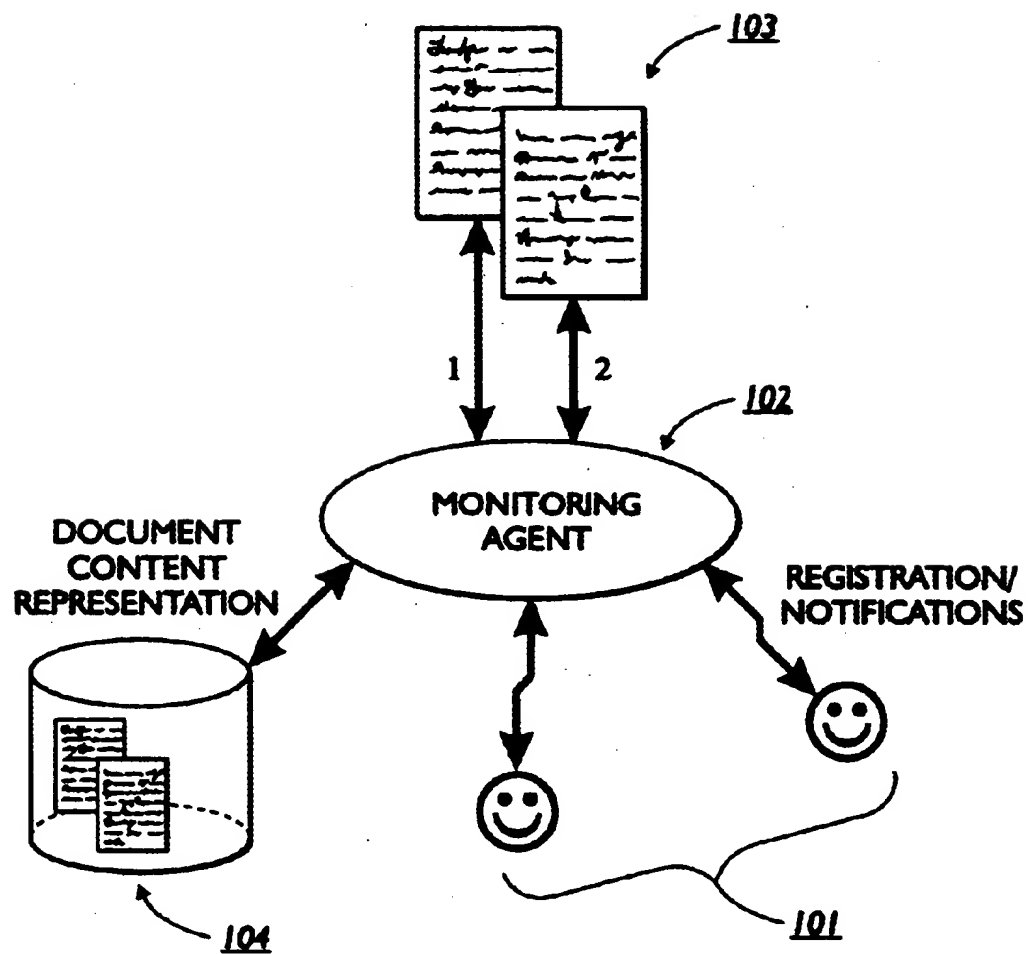 103
1
2
102
MONITORING
AGENT
DOCUMENT
CONTENT
REPRESENTATION
REGISTRATION/
NOTIFICATIONS
101
104